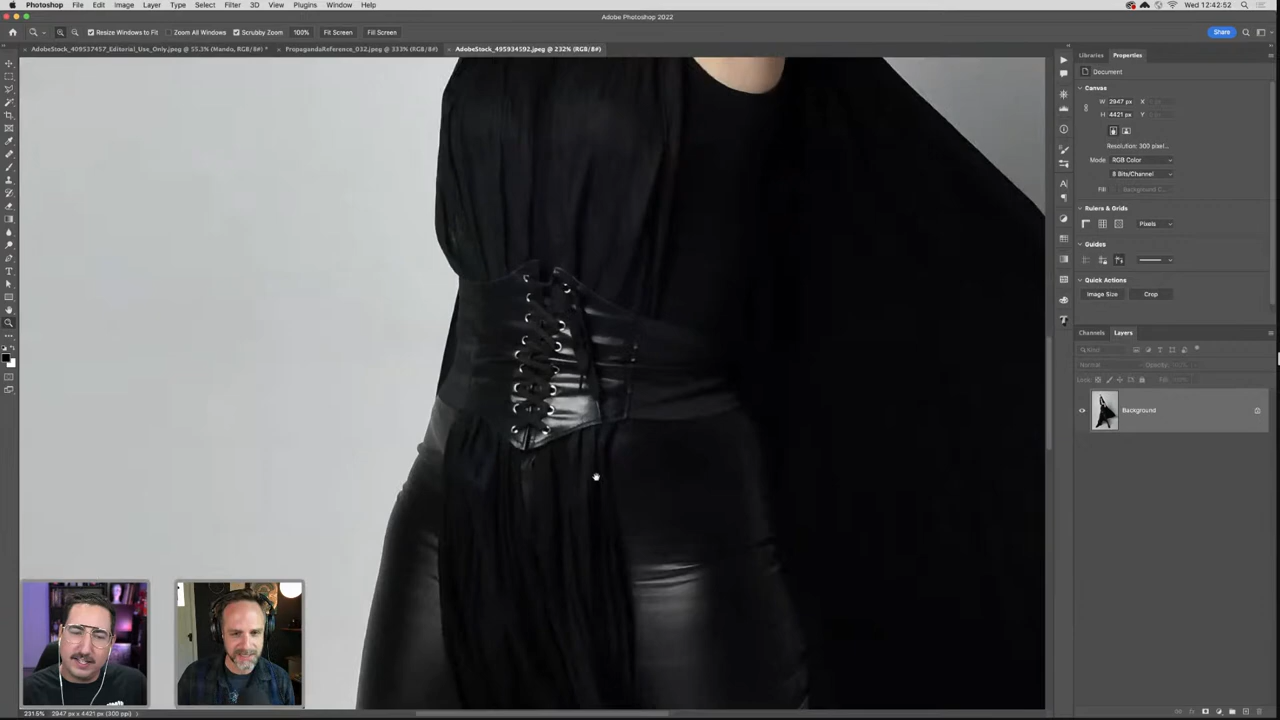 Photoshop File Edit Image Layer Type Select Filter 3D View Plugins Window Help Wed 12:42:52
Adobe Photoshop 2022
Resize Windows to Fit Zoom All Windows Scrubby Zoom 100% Fit Screen Fill Screen Share
AdobeStock_409537457_Editorial_Use_Only.jpeg @ 55.3% (Mando, RGB/8#) * PropagandaReference_032.jpeg @ 333% (RGB/8#) AdobeStock_495934592.jpeg @ 232% (RGB/8#)
Libraries Properties
Document
Canvas
W 2947 px X
H 4421 px Y
Resolution: 300 pixel...
Mode RGB Color
8 Bits/Channel
Fill Background C...
Rulers & Grids
Pixels
Guides
Quick Actions
Image Size Crop
Channels Layers
Kind
Normal Opacity:
Lock: Fill:
Background
231.5% 2947 px x 4421 px (300 ppi)